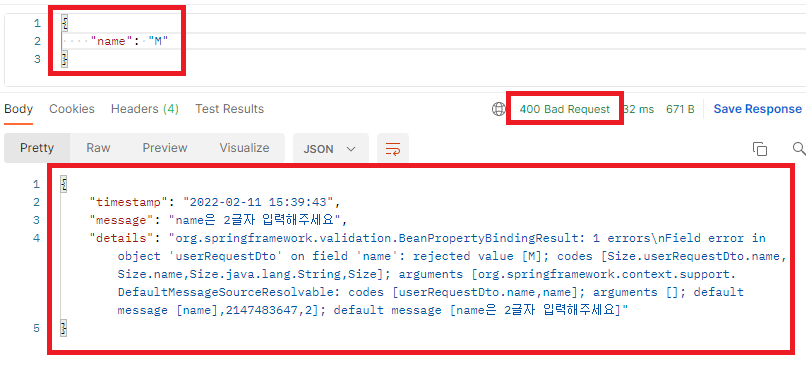 1 {
2 "name": "M"
3 }
Body Cookies Headers (4) Test Results 400 Bad Request 32 ms 671 B Save Response
Pretty Raw Preview Visualize JSON
1 {
2 "timestamp": "2022-02-11 15:39:43",
3 "message": "name은 2글자 입력해주세요",
4 "details": "org.springframework.validation.BeanPropertyBindingResult: 1 errors\nField error in
object 'userRequestDto' on field 'name': rejected value [M]; codes [Size.userRequestDto.name,
Size.name,Size.java.lang.String,Size]; arguments [org.springframework.context.support.
DefaultMessageSourceResolvable: codes [userRequestDto.name,name]; arguments []; default
message [name],2147483647,2]; default message [name은 2글자 입력해주세요]"
5 }